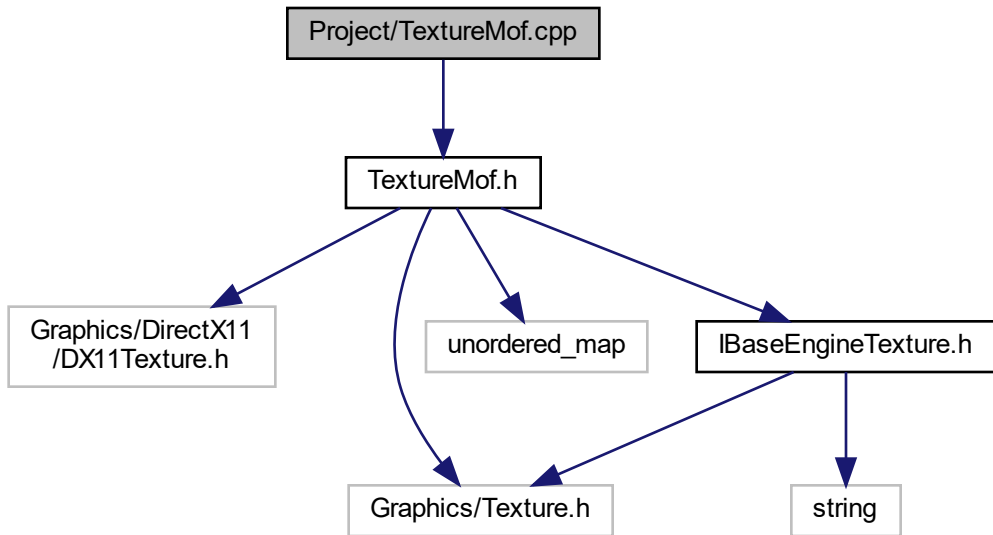 Project/TextureMof.cpp
TextureMof.h
Graphics/DirectX11
/DX11Texture.h
unordered_map
IBaseEngineTexture.h
Graphics/Texture.h
string